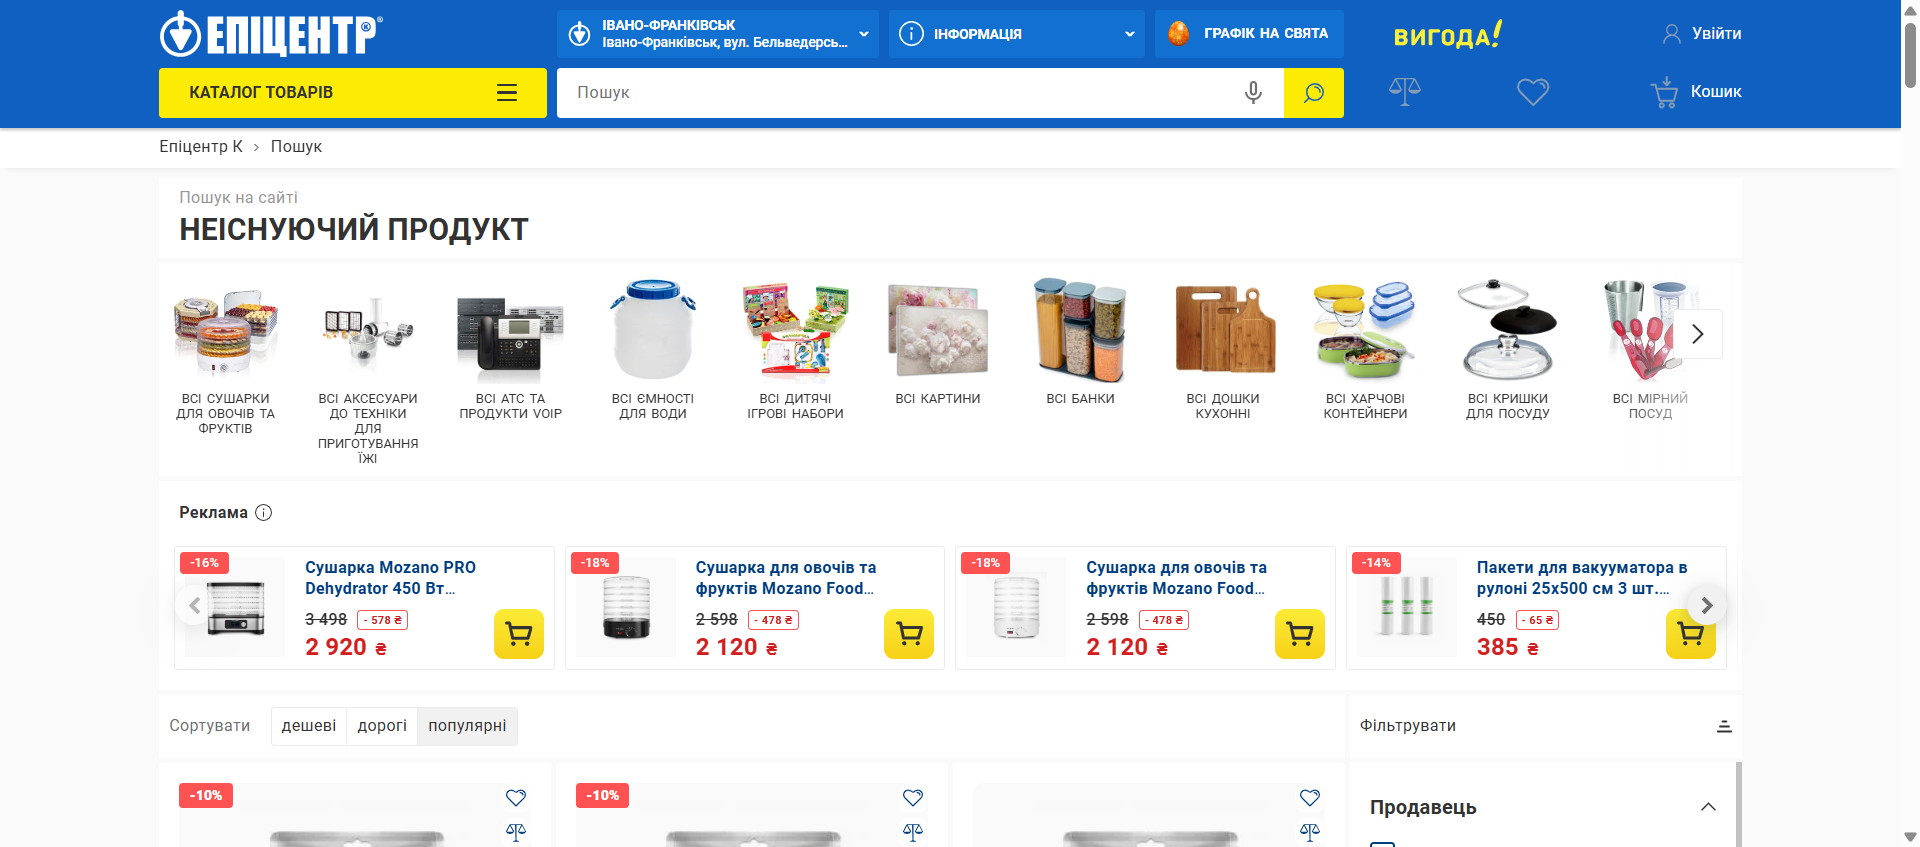 ЕПІЦЕНТР®
ІВАНО-ФРАНКІВСЬК
Івано-Франківськ, вул. Бельведерсь...
ІНФОРМАЦІЯ
ГРАФІК НА СВЯТА
ВИГОДА!
Увійти
КАТАЛОГ ТОВАРІВ
Пошук
Кошик
Епіцентр К > Пошук
Пошук на сайті
НЕІСНУЮЧИЙ ПРОДУКТ
ВСІ СУШАРКИ
ДЛЯ ОВОЧІВ ТА
ФРУКТІВ
ВСІ АКСЕСУАРИ
ДО ТЕХНІКИ
ДЛЯ
ПРИГОТУВАННЯ
ЇЖІ
ВСІ АТС ТА
ПРОДУКТИ VOIP
ВСІ ЄМНОСТІ
ДЛЯ ВОДИ
ВСІ ДИТЯЧІ
ІГРОВІ НАБОРИ
ВСІ КАРТИНИ
ВСІ БАНКИ
ВСІ ДОШКИ
КУХОННІ
ВСІ ХАРЧОВІ
КОНТЕЙНЕРИ
ВСІ КРИШКИ
ДЛЯ ПОСУДУ
ВСІ МІРНИЙ
ПОСУД
Реклама
-16%
Сушарка Mozano PRO
Dehydrator 450 Вт...
3 498
- 578 ₴
2 920 ₴
-18%
Сушарка для овочів та
фруктів Mozano Food...
2 598
- 478 ₴
2 120 ₴
-18%
Сушарка для овочів та
фруктів Mozano Food...
2 598
- 478 ₴
2 120 ₴
-14%
Пакети для вакууматора в
рулоні 25x500 см 3 шт....
450
- 65 ₴
385 ₴
Сортувати
дешеві
дорогі
популярні
Фільтрувати
-10%
-10%
Продавець